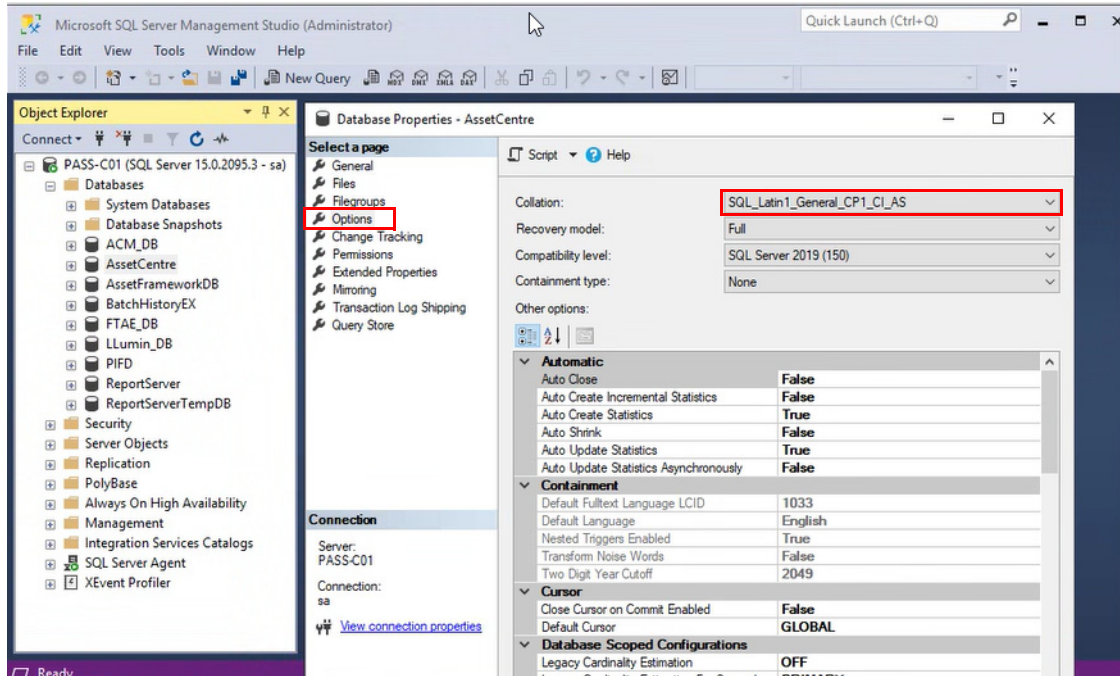 Microsoft SQL Server Management Studio (Administrator)
Quick Launch (Ctrl+Q)
File Edit View Tools Window Help
New Query MDX DMX XMLA DAX
Object Explorer
Connect
PASS-C01 (SQL Server 15.0.2095.3 - sa)
Databases
System Databases
Database Snapshots
ACM_DB
AssetCentre
AssetFrameworkDB
BatchHistoryEX
FTAE_DB
LLumin_DB
PIFD
ReportServer
ReportServerTempDB
Security
Server Objects
Replication
PolyBase
Always On High Availability
Management
Integration Services Catalogs
SQL Server Agent
XEvent Profiler
Ready
Database Properties - AssetCentre
Select a page
General
Files
Filegroups
Options
Change Tracking
Permissions
Extended Properties
Mirroring
Transaction Log Shipping
Query Store
Connection
Server:
PASS-C01
Connection:
sa
View connection properties
Script Help
Collation: SQL_Latin1_General_CP1_CI_AS
Recovery model: Full
Compatibility level: SQL Server 2019 (150)
Containment type: None
Other options:
Automatic
Auto Close False
Auto Create Incremental Statistics False
Auto Create Statistics True
Auto Shrink False
Auto Update Statistics True
Auto Update Statistics Asynchronously False
Containment
Default Fulltext Language LCID 1033
Default Language English
Nested Triggers Enabled True
Transform Noise Words False
Two Digit Year Cutoff 2049
Cursor
Close Cursor on Commit Enabled False
Default Cursor GLOBAL
Database Scoped Configurations
Legacy Cardinality Estimation OFF